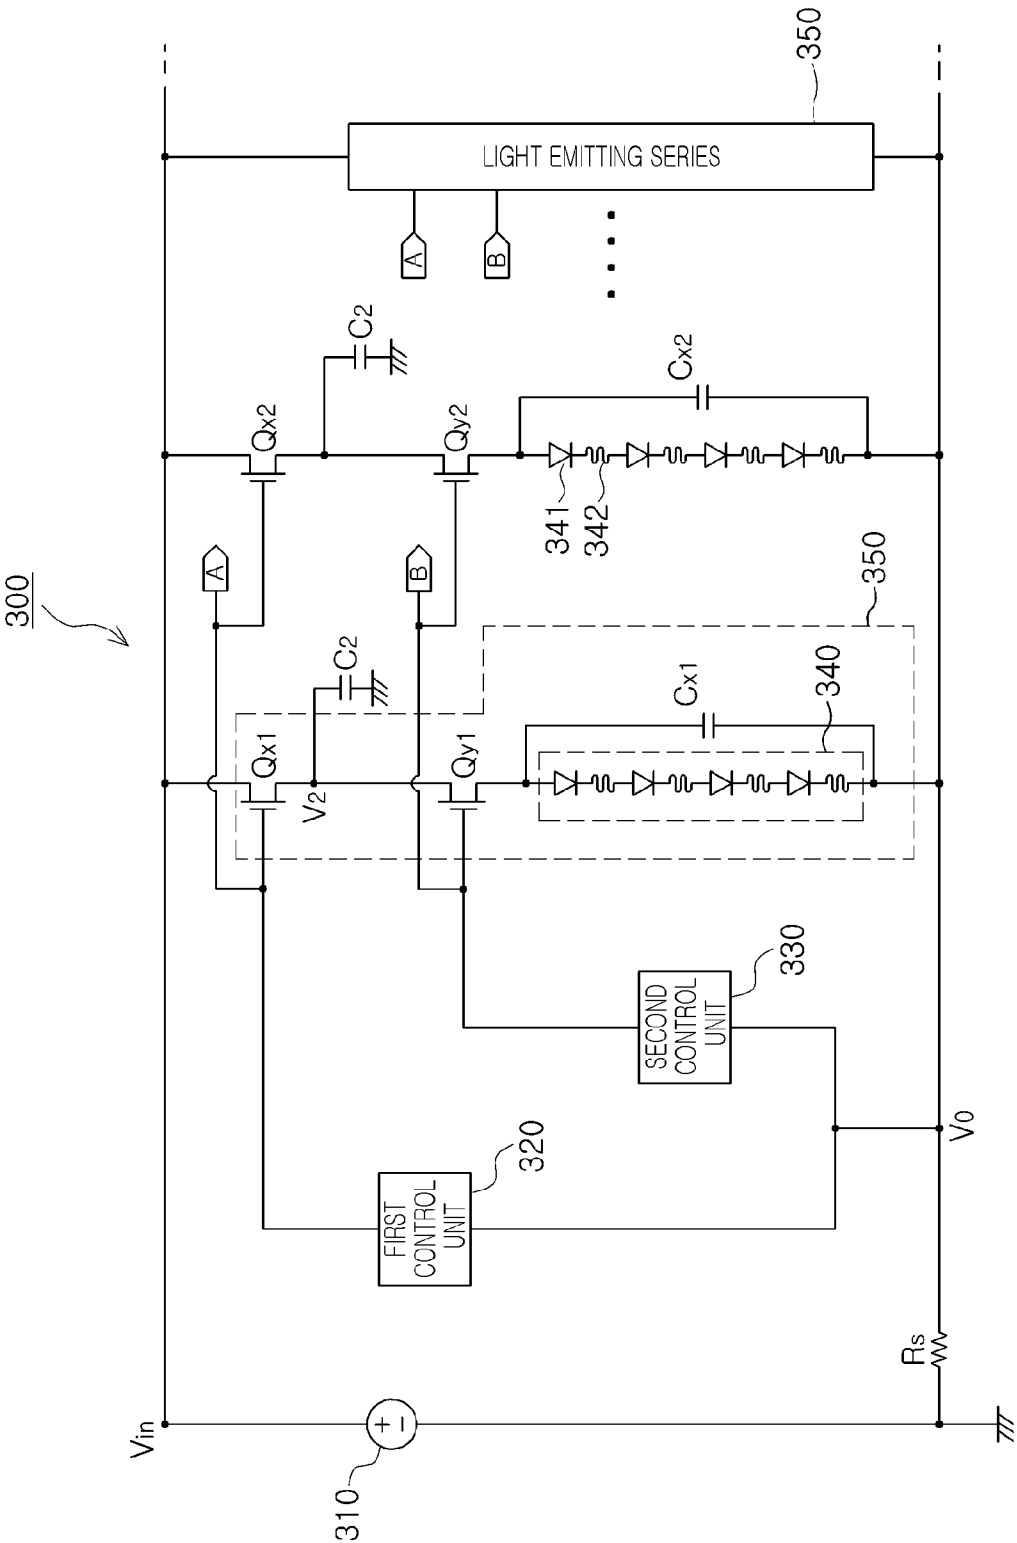 300
Vin
310
Rs
V0
FIRST
CONTROL
UNIT
320
SECOND
CONTROL
UNIT
330
A
B
Qx1
V2
C2
Qy1
Cx1
340
350
Qx2
C2
Qy2
Cx2
341
342
A
B
LIGHT EMITTING SERIES
350